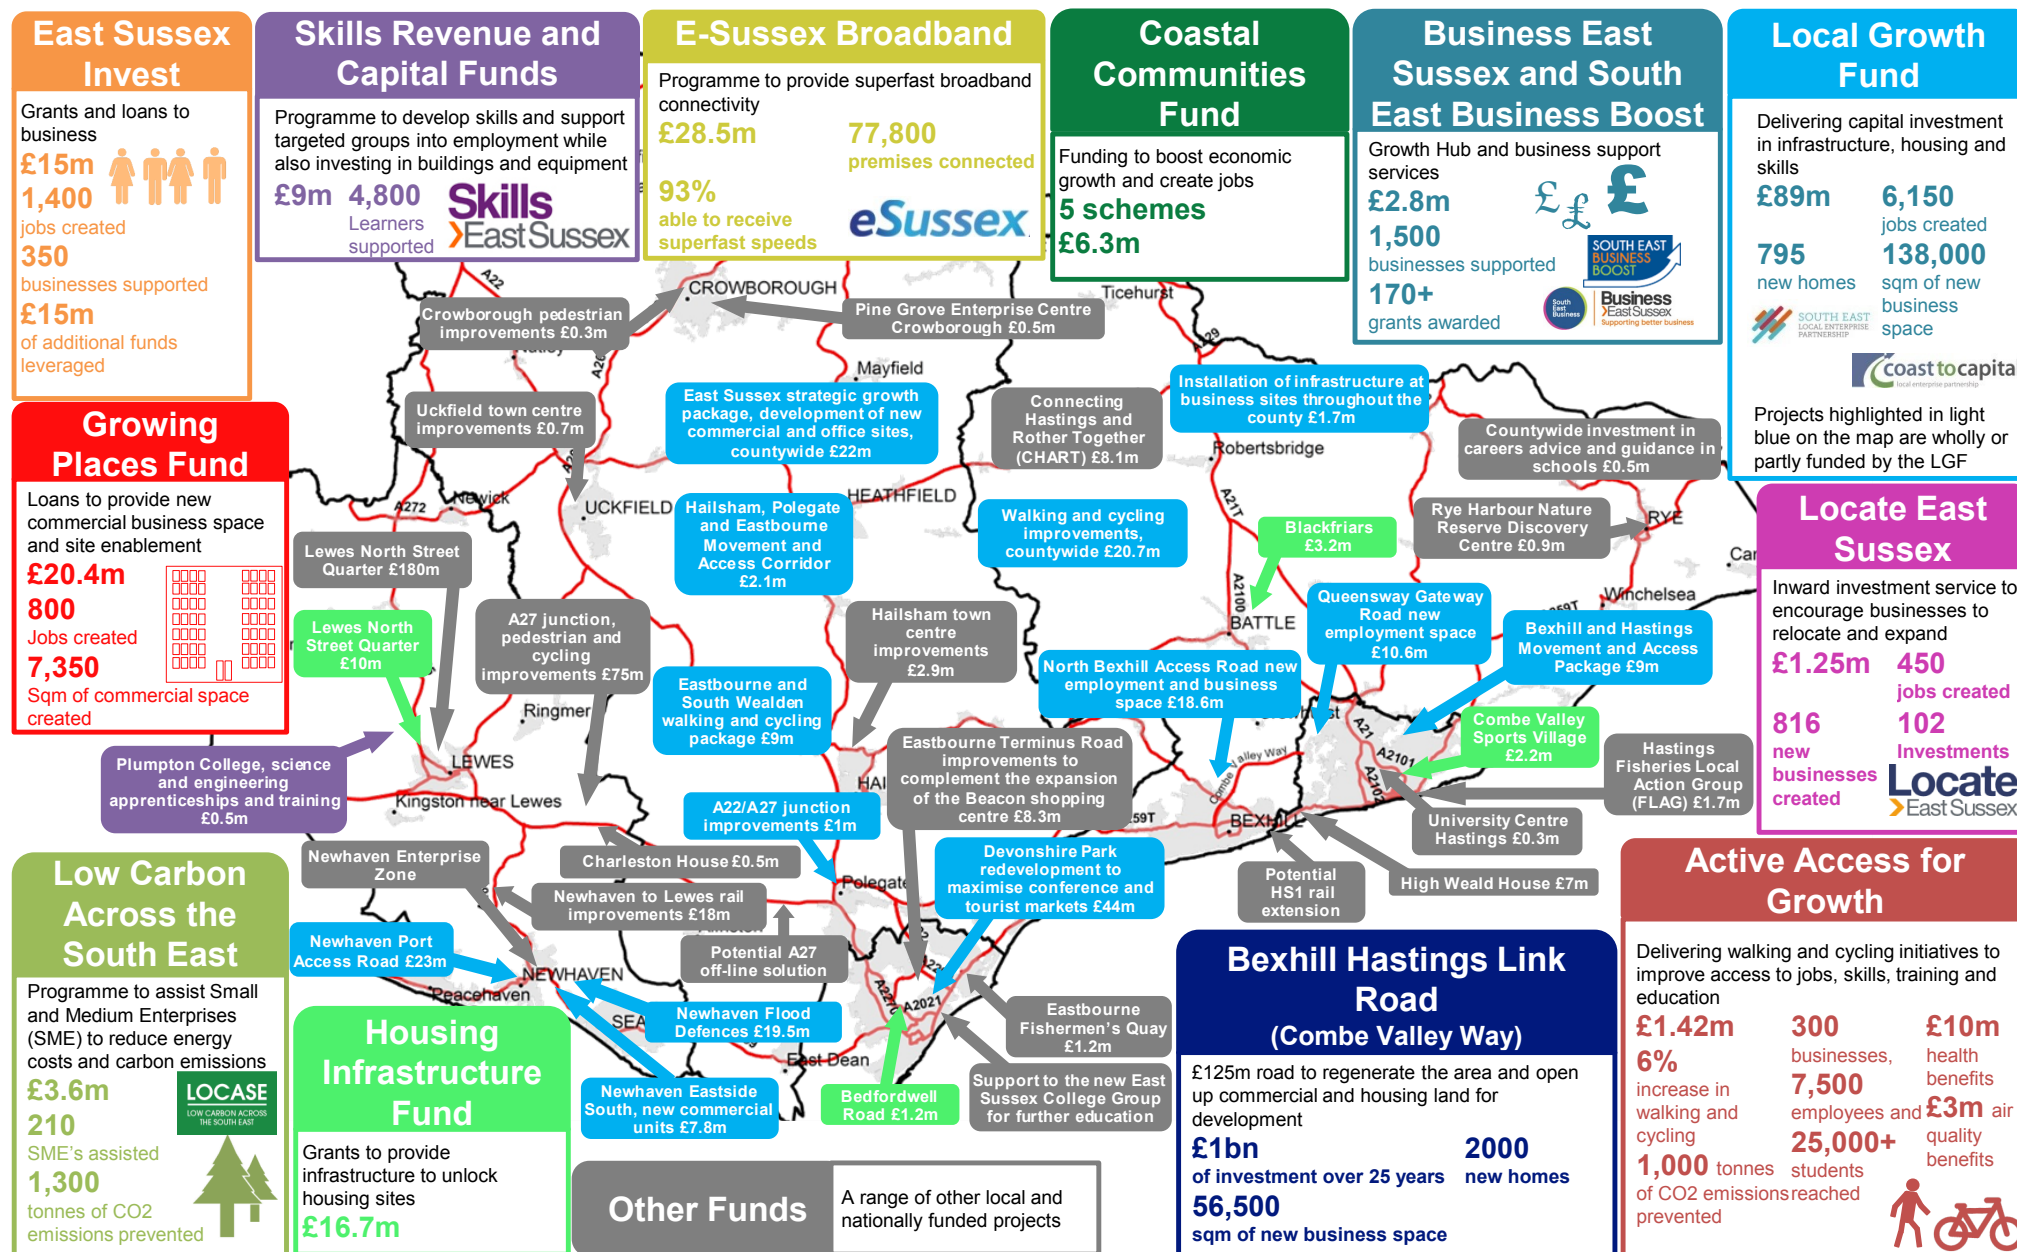 East Sussex
Invest
Grants and loans to
business
£15m
1,400
jobs created
350
businesses supported
£15m
of additional funds
leveraged
Skills Revenue and
Capital Funds
Programme to develop skills and support
targeted groups into employment while
also investing in buildings and equipment
£9m 4,800
Learners
supported
Skills
East Sussex
E-Sussex Broadband
Programme to provide superfast broadband
connectivity
£28.5m 77,800
premises connected
93%
able to receive
superfast speeds
eSussex
Coastal
Communities
Fund
Funding to boost economic
growth and create jobs
5 schemes
£6.3m
Business East
Sussex and South
East Business Boost
Growth Hub and business support
services
£2.8m
1,500
businesses supported
170+
grants awarded
£ £ £
SOUTH EAST
BUSINESS
BOOST
South
East
Business
Business
East Sussex
Supporting better business
Local Growth
Fund
Delivering capital investment
in infrastructure, housing and
skills
£89m 6,150
jobs created
795 138,000
new homes sqm of new
business
space
SOUTH EAST
LOCAL ENTERPRISE
PARTNERSHIP
coast to capital
local enterprise partnership
Projects highlighted in light
blue on the map are wholly or
partly funded by the LGF
Growing
Places Fund
Loans to provide new
commercial business space
and site enablement
£20.4m
800
Jobs created
7,350
Sqm of commercial space
created
Locate East
Sussex
Inward investment service to
encourage businesses to
relocate and expand
£1.25m 450
jobs created
816 102
new Investments
businesses
created
Locate
East Sussex
Low Carbon
Across the
South East
Programme to assist Small
and Medium Enterprises
(SME) to reduce energy
costs and carbon emissions
£3.6m
210
SME's assisted
1,300
tonnes of CO2
emissions prevented
LOCASE
LOW CARBON ACROSS
THE SOUTH EAST
Housing
Infrastructure
Fund
Grants to provide
infrastructure to unlock
housing sites
£16.7m
Other Funds
A range of other local and
nationally funded projects
Bexhill Hastings Link
Road
(Combe Valley Way)
£125m road to regenerate the area and open
up commercial and housing land for
development
£1bn 2000
of investment over 25 years new homes
56,500
sqm of new business space
Active Access for
Growth
Delivering walking and cycling initiatives to
improve access to jobs, skills, training and
education
£1.42m
6%
increase in
walking and
cycling
1,000 tonnes
of CO2 emissions
prevented
300
businesses,
7,500
employees and
25,000+
students
reached
£10m
health
benefits
£3m air
quality
benefits
A22
CROWBOROUGH
Crowborough pedestrian
improvements £0.3m
Pine Grove Enterprise Centre
Crowborough £0.5m
Ticehurst
Mayfield
Uckfield town centre
improvements £0.7m
East Sussex strategic growth
package, development of new
commercial and office sites,
countywide £22m
Connecting
Hastings and
Rother Together
(CHART) £8.1m
Installation of infrastructure at
business sites throughout the
county £1.7m
Robertsbridge
Countywide investment in
careers advice and guidance in
schools £0.5m
Newick
A272
UCKFIELD
HEATHFIELD
A21T
Hailsham, Polegate
and Eastbourne
Movement and
Access Corridor
£2.1m
Walking and cycling
improvements,
countywide £20.7m
Blackfriars
£3.2m
Rye Harbour Nature
Reserve Discovery
Centre £0.9m
RYE
Lewes North Street
Quarter £180m
A2100
Winchelsea
Lewes North
Street Quarter
£10m
A27 junction,
pedestrian and
cycling
improvements £75m
Hailsham town
centre
improvements
£2.9m
BATTLE
Queensway Gateway
Road new
employment space
£10.6m
Bexhill and Hastings
Movement and Access
Package £9m
Ringmer
Eastbourne and
South Wealden
walking and cycling
package £9m
North Bexhill Access Road new
employment and business
space £18.6m
Combe Valley
Sports Village
£2.2m
A21
A2101
A2102
Combe Valley Way
Plumpton College, science
and engineering
apprenticeships and training
£0.5m
LEWES
Kingston near Lewes
Eastbourne Terminus Road
improvements to
complement the expansion
of the Beacon shopping
centre £8.3m
Hastings
Fisheries Local
Action Group
(FLAG) £1.7m
A22/A27 junction
improvements £1m
BEXHILL
University Centre
Hastings £0.3m
Newhaven Enterprise
Zone
Charleston House £0.5m
Devonshire Park
redevelopment to
maximise conference and
tourist markets £44m
Potential
HS1 rail
extension
High Weald House £7m
Newhaven to Lewes rail
improvements £18m
Polegate
Newhaven Port
Access Road £23m
Potential A27
off-line solution
NEWHAVEN
Peacehaven
A2270
A2021
Newhaven Flood
Defences £19.5m
Eastbourne
Fishermen's Quay
£1.2m
East Dean
Newhaven Eastside
South, new commercial
units £7.8m
Bedfordwell
Road £1.2m
Support to the new East
Sussex College Group
for further education